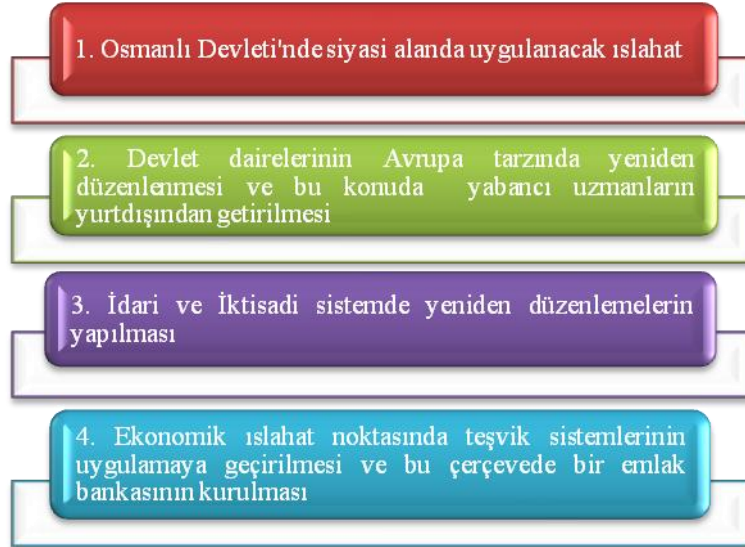 1. Osmanlı Devleti'nde siyasi alanda uygulanacak ıslahat
2. Devlet dairelerinin Avrupa tarzında yeniden
düzenlenmesi ve bu konuda yabancı uzmanların
yurtdışından getirilmesi
3. İdari ve İktisadi sistemde yeniden düzenlemelerin
yapılması
4. Ekonomik ıslahat noktasında teşvik sistemlerinin
uygulamaya geçirilmesi ve bu çerçevede bir emlak
bankasının kurulması